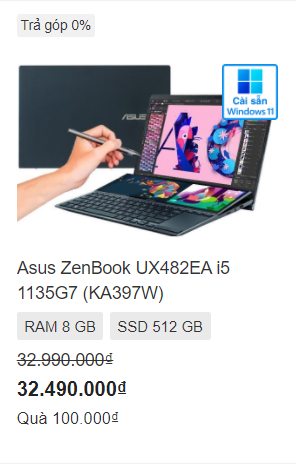 Trả góp 0%
Cài sẵn
Windows 11
ASUS
Asus ZenBook UX482EA i5
1135G7 (KA397W)
RAM 8 GB
SSD 512 GB
32.990.000₫
32.490.000₫
Quà 100.000₫